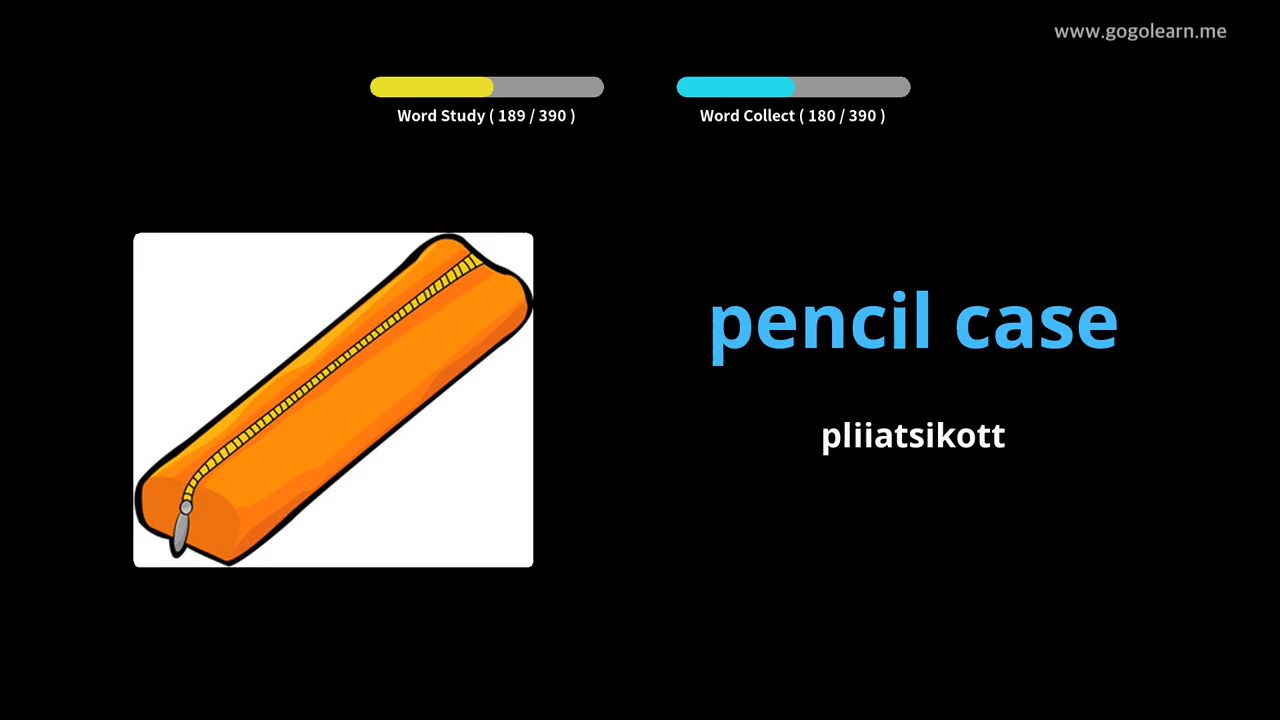 www.gogolearn.me
Word Study ( 189 / 390 )
Word Collect ( 180 / 390 )
pencil case
pliiatsikott